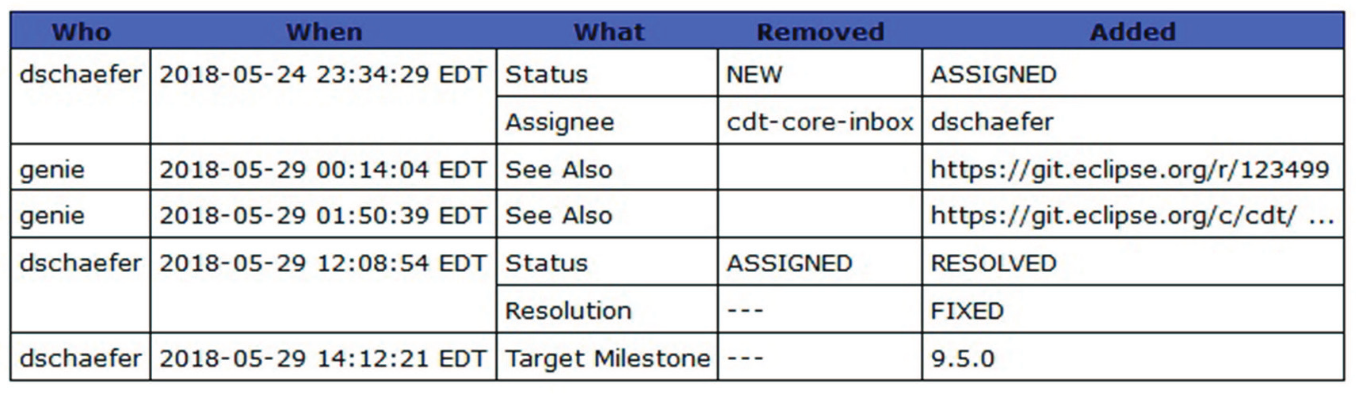 Who When What Removed Added
dschaefer 2018-05-24 23:34:29 EDT Status NEW ASSIGNED
Assignee cdt-core-inbox dschaefer
genie 2018-05-29 00:14:04 EDT See Also https://git.eclipse.org/r/123499
genie 2018-05-29 01:50:39 EDT See Also https://git.eclipse.org/c/cdt/ ...
dschaefer 2018-05-29 12:08:54 EDT Status ASSIGNED RESOLVED
Resolution --- FIXED
dschaefer 2018-05-29 14:12:21 EDT Target Milestone --- 9.5.0